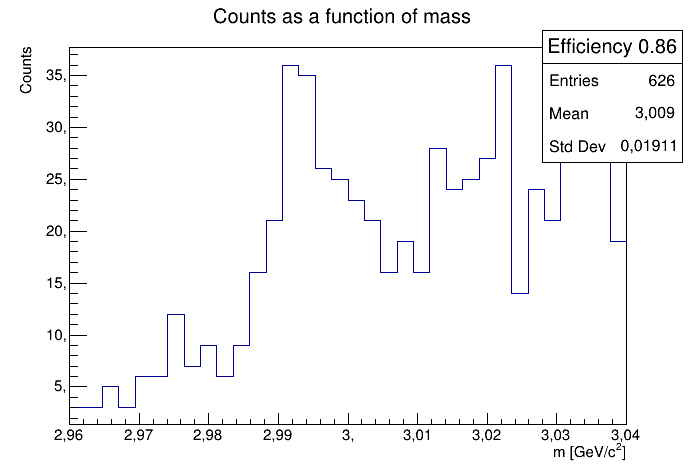 Counts as a function of mass
Counts
Efficiency 0.86
Entries 626
Mean 3,009
Std Dev 0,01911
35,
30,
25,
20,
15,
10,
5,
2,96 2,97 2,98 2,99 3, 3,01 3,02 3,03 3,04
m [GeV/c²]